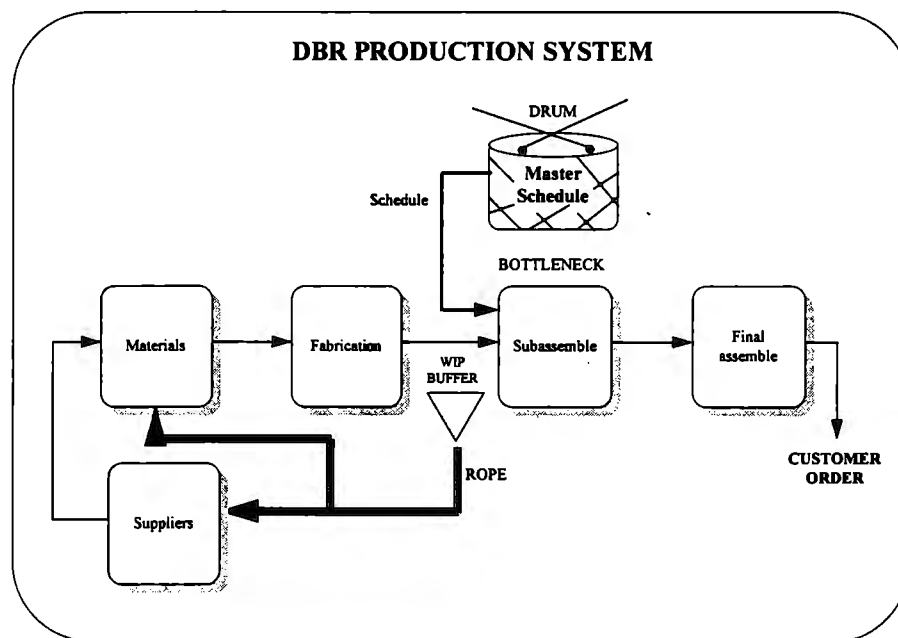 DBR PRODUCTION SYSTEM
DRUM
Master
Schedule
Schedule
BOTTLENECK
Materials
Fabrication
Subassemble
Final
assemble
WIP
BUFFER
ROPE
CUSTOMER
ORDER
Suppliers